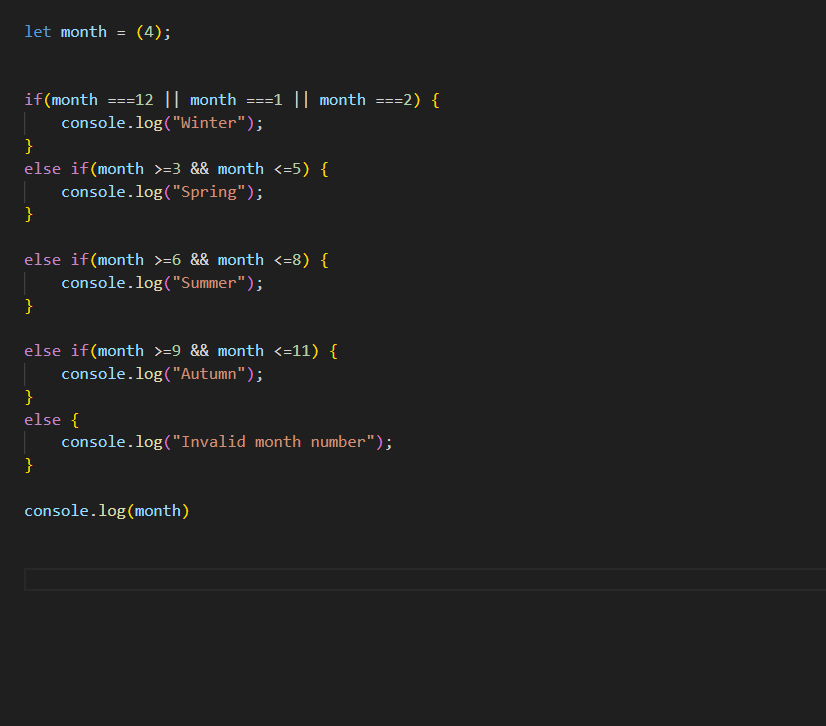 let month = (4);
if(month ===12 || month ===1 || month ===2) {
    console.log("Winter");
}
else if(month >=3 && month <=5) {
    console.log("Spring");
}
else if(month >=6 && month <=8) {
    console.log("Summer");
}
else if(month >=9 && month <=11) {
    console.log("Autumn");
}
else {
    console.log("Invalid month number");
}
console.log(month)